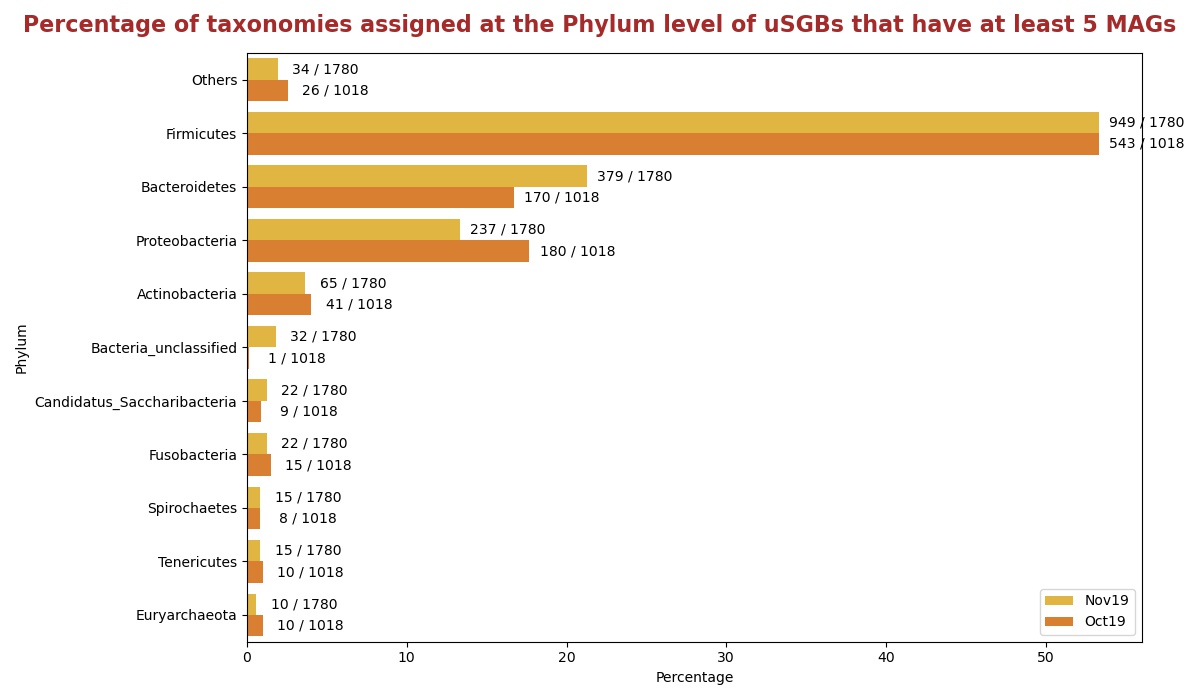 Percentage of taxonomies assigned at the Phylum level of uSGBs that have at least 5 MAGs
Others
34 / 1780
26 / 1018
Firmicutes
949 / 1780
543 / 1018
Bacteroidetes
379 / 1780
170 / 1018
Proteobacteria
237 / 1780
180 / 1018
Actinobacteria
65 / 1780
41 / 1018
Bacteria_unclassified
32 / 1780
1 / 1018
Candidatus_Saccharibacteria
22 / 1780
9 / 1018
Fusobacteria
22 / 1780
15 / 1018
Spirochaetes
15 / 1780
8 / 1018
Tenericutes
15 / 1780
10 / 1018
Euryarchaeota
10 / 1780
10 / 1018
Phylum
Nov19
Oct19
0 10 20 30 40 50
Percentage